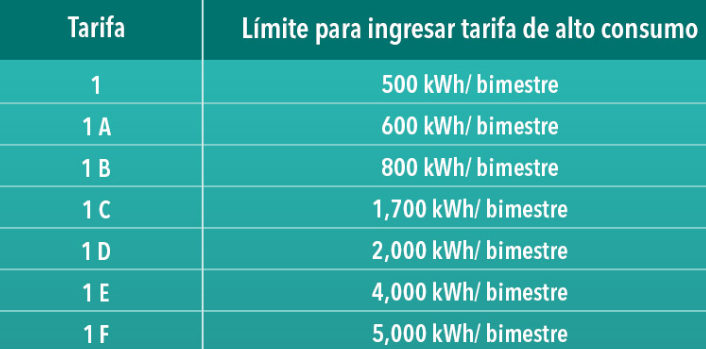 Tarifa Límite para ingresar tarifa de alto consumo
1 500 kWh/ bimestre
1 A 600 kWh/ bimestre
1 B 800 kWh/ bimestre
1 C 1,700 kWh/ bimestre
1 D 2,000 kWh/ bimestre
1 E 4,000 kWh/ bimestre
1 F 5,000 kWh/ bimestre